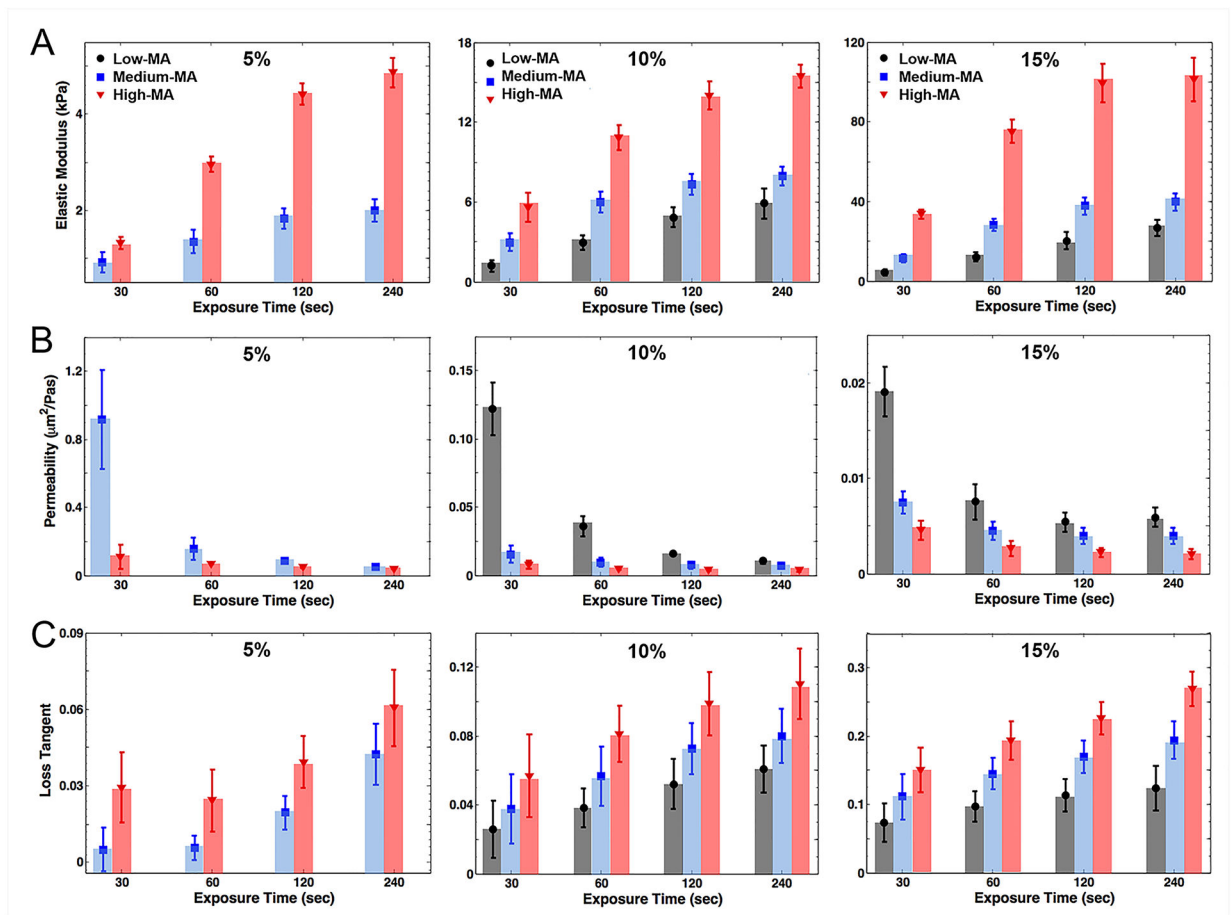 A
5%
Low-MA
Medium-MA
High-MA
Elastic Modulus (kPa)
4
2
30 60 120 240
Exposure Time (sec)
10%
Low-MA
Medium-MA
High-MA
18
12
6
0
30 60 120 240
Exposure Time (sec)
15%
Low-MA
Medium-MA
High-MA
120
80
40
0
30 60 120 240
Exposure Time (sec)
B
5%
Permeability (μm²/Pas)
1.2
0.8
0.4
0
30 60 120 240
Exposure Time (sec)
10%
0.15
0.10
0.05
0
30 60 120 240
Exposure Time (sec)
15%
0.02
0.01
0
30 60 120 240
Exposure Time (sec)
C
5%
Loss Tangent
0.09
0.06
0.03
0
30 60 120 240
Exposure Time (sec)
10%
0.12
0.08
0.04
0
30 60 120 240
Exposure Time (sec)
15%
0.3
0.2
0.1
0
30 60 120 240
Exposure Time (sec)